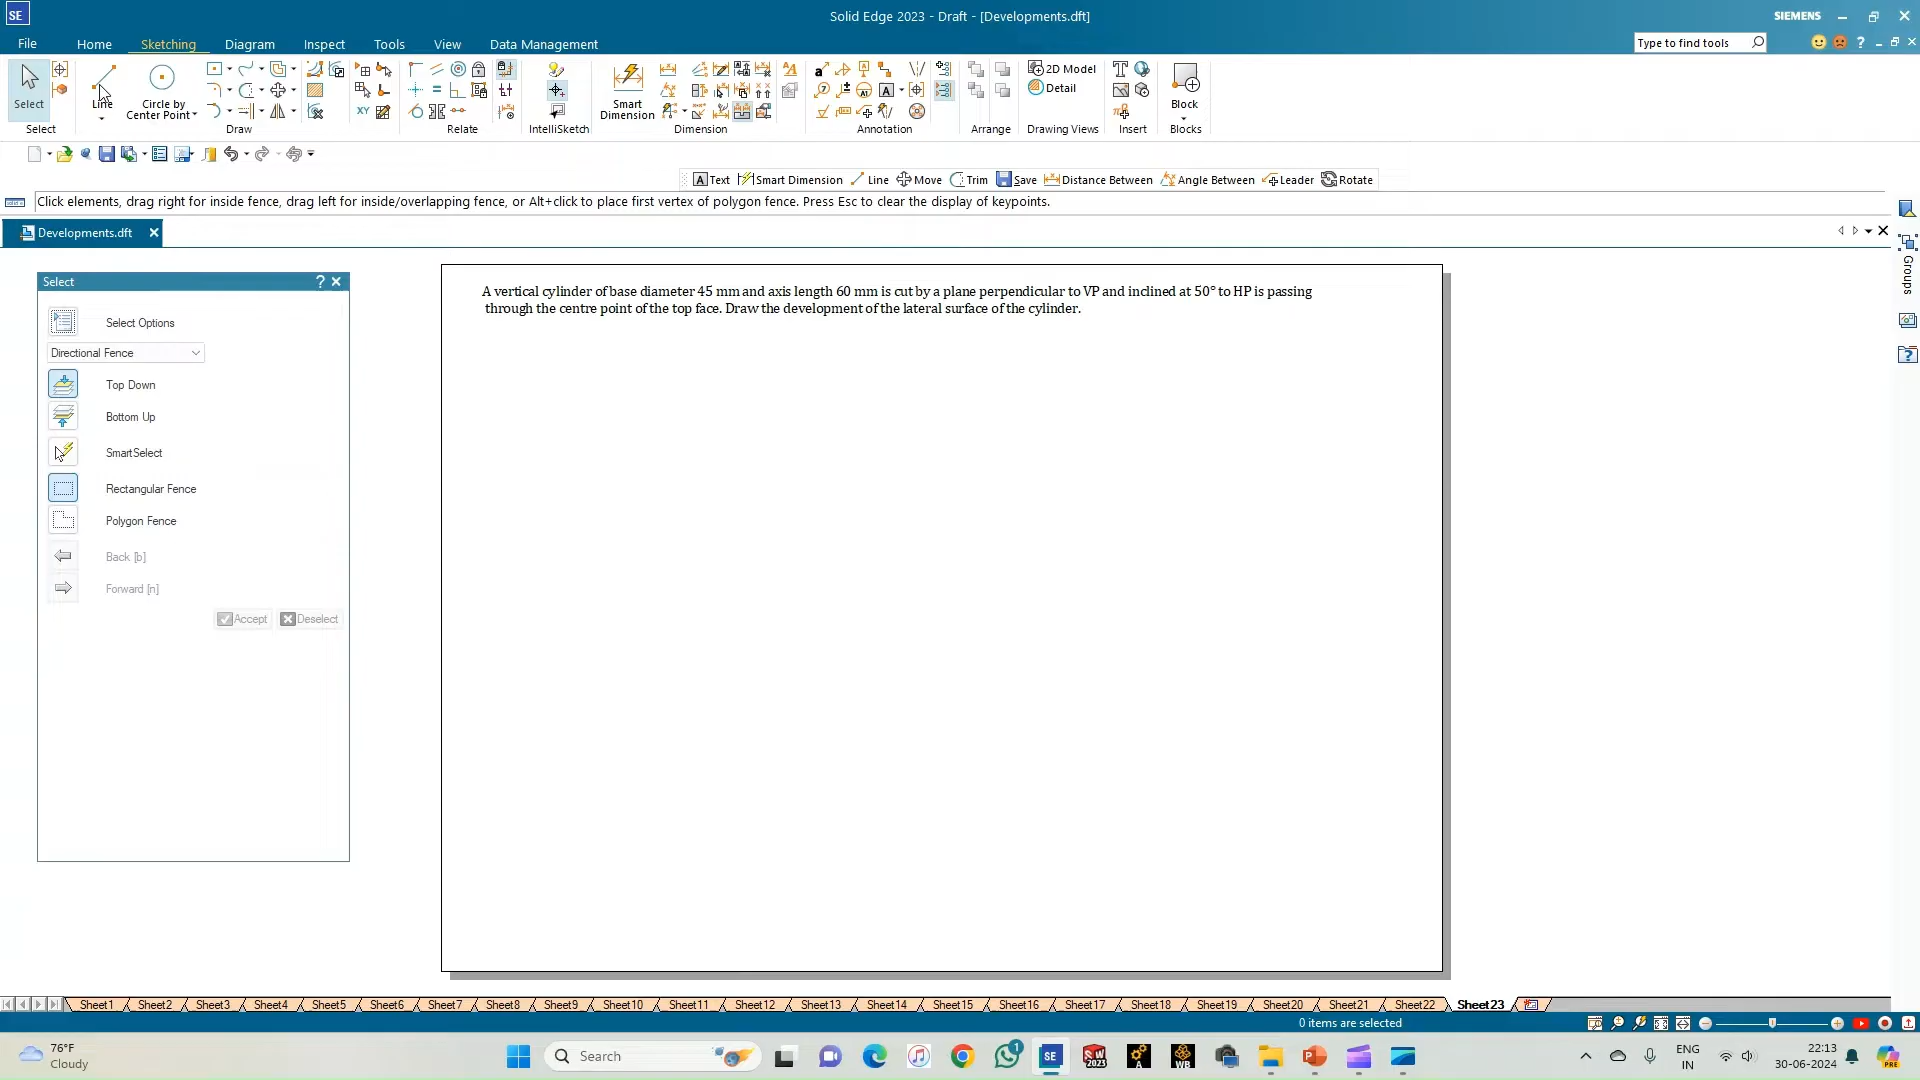 SE
Solid Edge 2023 - Draft - [Developments.dft]
SIEMENS
File
Home
Sketching
Diagram
Inspect
Tools
View
Data Management
Type to find tools
Select
Line
Circle by
Center Point
XY
Smart
Dimension
2D Model
Detail
Block
Select
Draw
Relate
IntelliSketch
Dimension
Annotation
Arrange
Drawing Views
Insert
Blocks
Text
Smart Dimension
Line
Move
Trim
Save
Distance Between
Angle Between
Leader
Rotate
Click elements, drag right for inside fence, drag left for inside/overlapping fence, or Alt+click to place first vertex of polygon fence. Press Esc to clear the display of keypoints.
Developments.dft
Groups
Select
Select Options
Directional Fence
Top Down
Bottom Up
SmartSelect
Rectangular Fence
Polygon Fence
Back [b]
Forward [n]
Accept
Deselect
A vertical cylinder of base diameter 45 mm and axis length 60 mm is cut by a plane perpendicular to VP and inclined at 50° to HP is passing
through the centre point of the top face. Draw the development of the lateral surface of the cylinder.
Sheet1
Sheet2
Sheet3
Sheet4
Sheet5
Sheet6
Sheet7
Sheet8
Sheet9
Sheet10
Sheet11
Sheet12
Sheet13
Sheet14
Sheet15
Sheet16
Sheet17
Sheet18
Sheet19
Sheet20
Sheet21
Sheet22
Sheet23
0 items are selected
76°F
Cloudy
Search
1
SE
SW
2023
A
WB
ENG
IN
22:13
30-06-2024
PRE